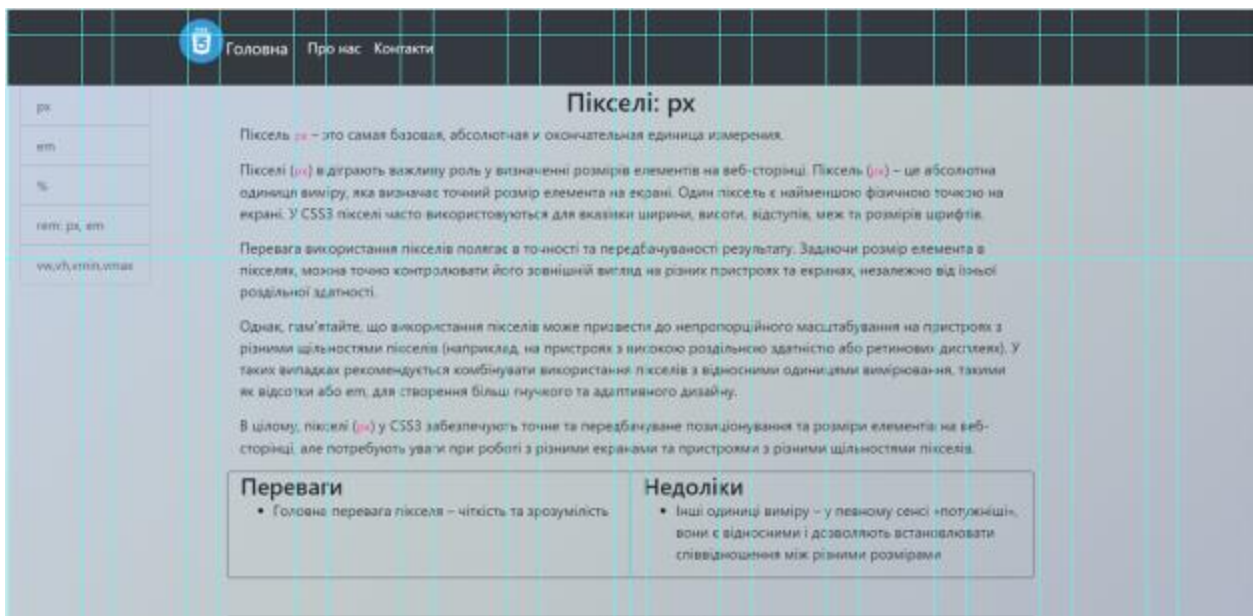 Головна Про нас Контакти
px
em
%
rem: px, em
vw,vh,vmin,vmax
Пікселі: px
Піксель px – это самая базовая, абсолютная и окончательная единица измерения.
Пікселі (px) відіграють важливу роль у визначенні розмірів елементів на веб-сторінці. Піксель (px) – це абсолютна
одиниця виміру, яка визначає точний розмір елемента на екрані. Один піксель є найменшою фізичною точкою на
екрані. У CSS3 пікселі часто використовуються для вказівки ширини, висоти, відступів, меж та розмірів шрифтів.
Перевага використання пікселів полягає в точності та передбачуваності результату. Задаючи розмір елемента в
пікселях, можна точно контролювати його зовнішній вигляд на різних пристроях та екранах, незалежно від їхньої
роздільної здатності.
Однак, пам'ятайте, що використання пікселів може призвести до непропорційного масштабування на пристроях з
різними щільностями пікселів (наприклад, на пристроях з високою роздільною здатністю або ретинових дисплеях). У
таких випадках рекомендується комбінувати використання пікселів з відносними одиницями вимірювання, такими
як відсотки або em, для створення більш гнучкого та адаптивного дизайну.
В цілому, пікселі (px) у CSS3 забезпечують точне та передбачуване позиціонування та розміри елементів на веб-
сторінці, але потребують уваги при роботі з різними екранами та пристроями з різними щільностями пікселів.
Переваги
• Головна перевага пікселя – чіткість та зрозумілість
Недоліки
• Інші одиниці виміру – у певному сенсі «потужніші»,
вони є відносними і дозволяють встановлювати
співвідношення між різними розмірами